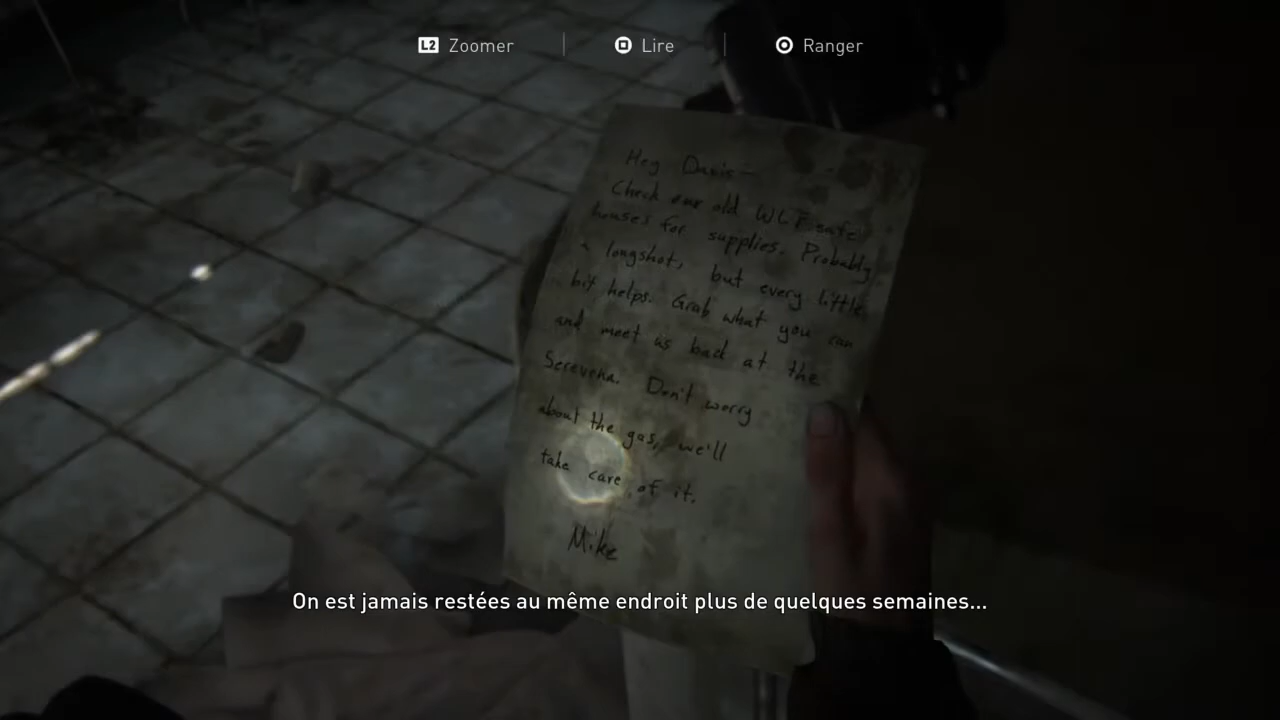 L2 Zoomer Lire Ranger
Hey Davis-
Check our old WLF safe
houses for supplies. Probably
a longshot, but every little
bit helps. Grab what you can
and meet us back at the
Serevena. Don't worry
about the gas, we'll
take care of it.
Mike
On est jamais restées au même endroit plus de quelques semaines...